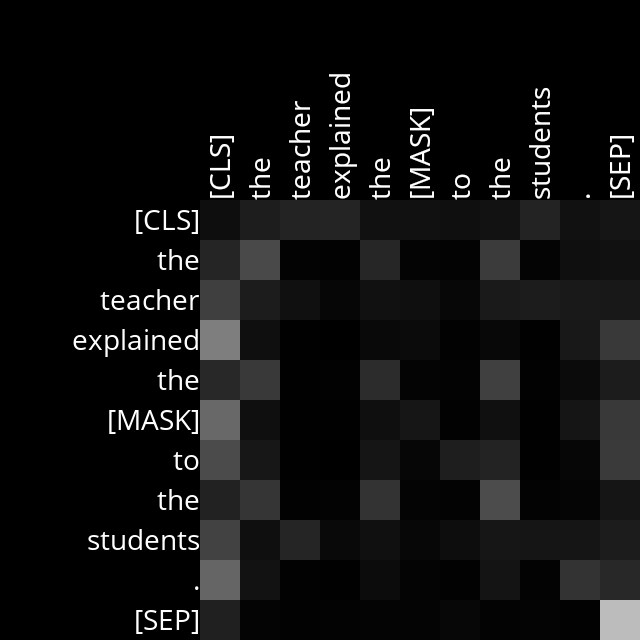 [CLS]
the
teacher
explained
the
[MASK]
to
the
students
.
[SEP]
[CLS]
the
teacher
explained
the
[MASK]
to
the
students
.
[SEP]